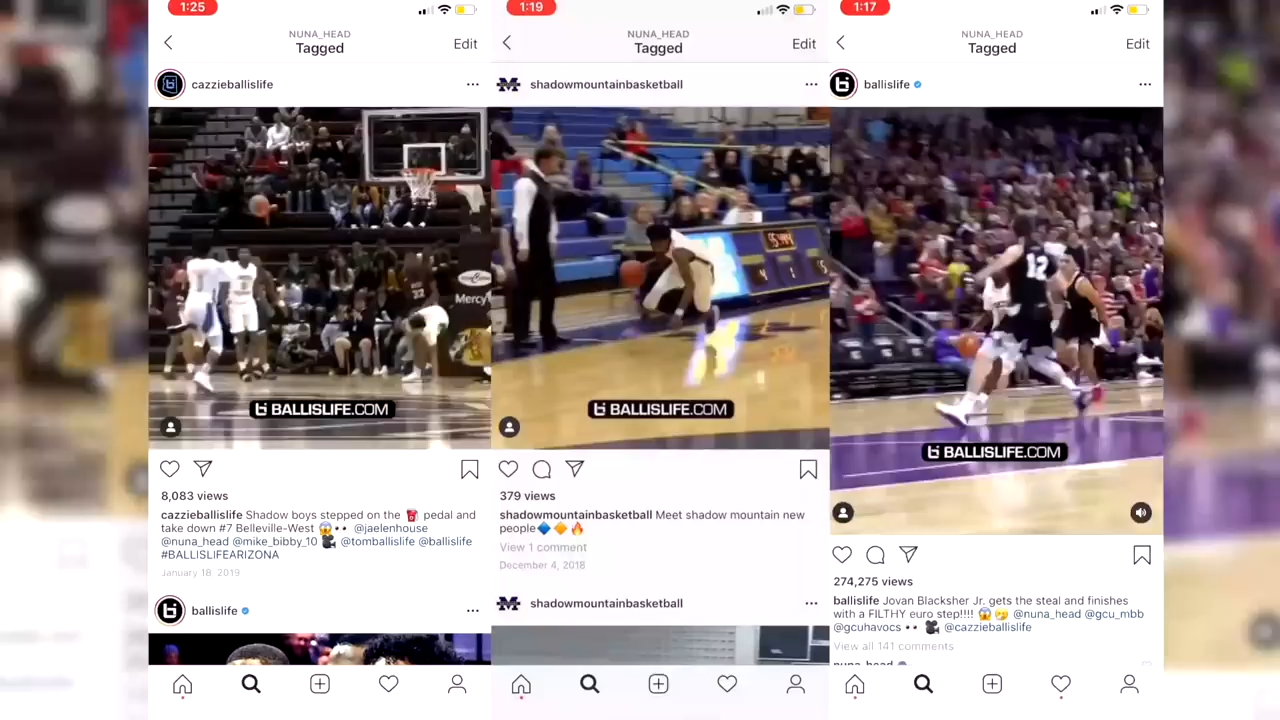 1:25
NUNA_HEAD
Tagged
Edit
cazzieballislife
32
Mercy
BALLISLIFE.COM
8,083 views
cazzieballislife Shadow boys stepped on the pedal and
take down #7 Belleville-West @jaelenhouse
@nuna_head @mike_bibby_10 @tomballislife @ballislife
#BALLISLIFEARIZONA
January 18, 2019
ballislife
1:19
NUNA_HEAD
Tagged
Edit
shadowmountainbasketball
BALLISLIFE.COM
379 views
shadowmountainbasketball Meet shadow mountain new
people
View 1 comment
December 4, 2018
shadowmountainbasketball
1:17
NUNA_HEAD
Tagged
Edit
ballislife
12
BALLISLIFE.COM
274,275 views
ballislife Jovan Blacksher Jr. gets the steal and finishes
with a FILTHY euro step!!!! @nuna_head @gcu_mbb
@gcuhavocs @cazzieballislife
View all 141 comments
nuna_head